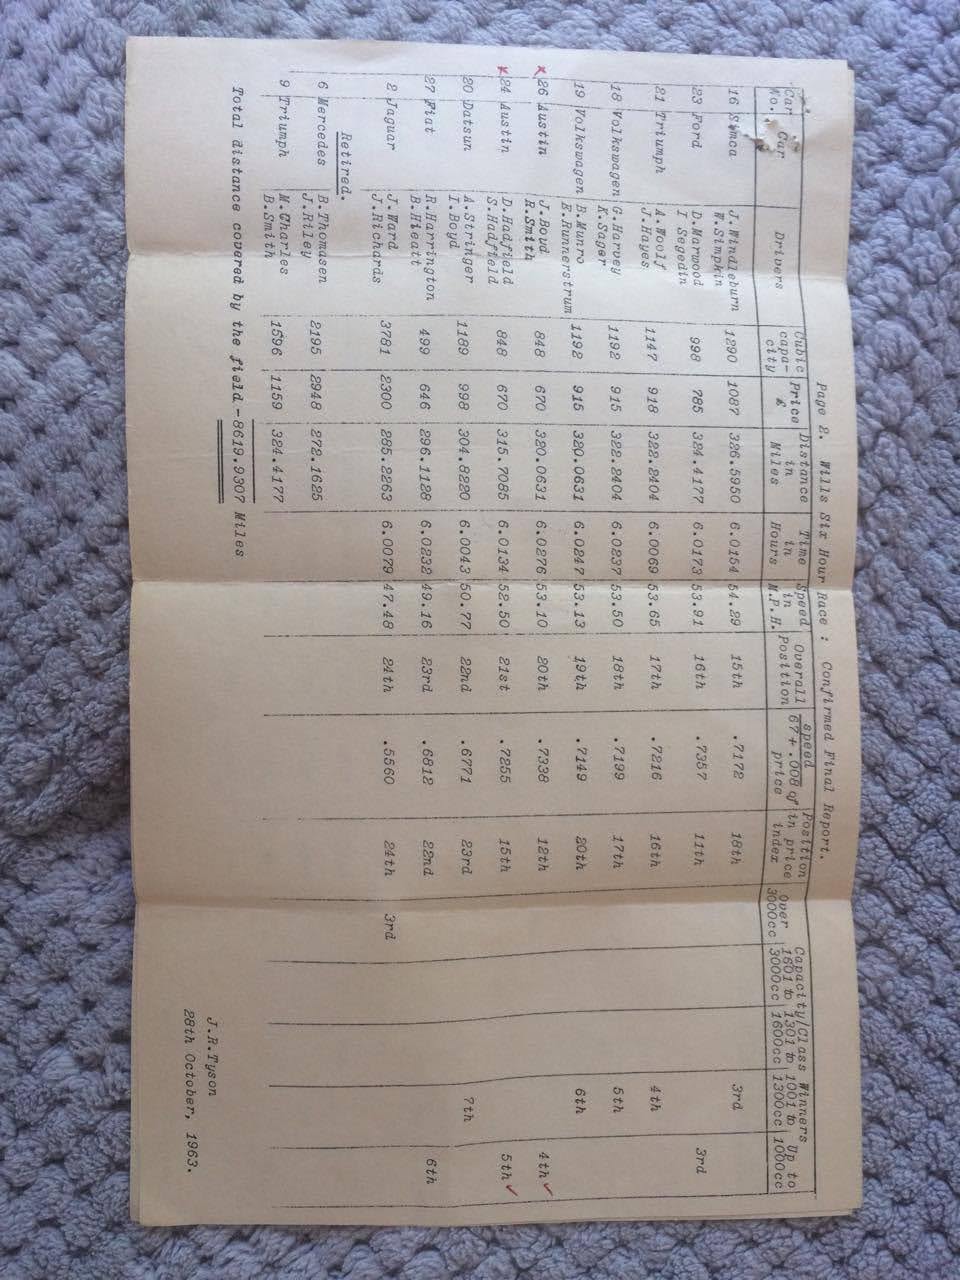 Page 2. Wills Six Hour Race : Confirmed Final Report.
Car No. Car Drivers Cubic capa- city Price £ Distance in Miles Time in Hours Speed in M.P.H. Overall Position speed 67+.008 of price Position in price index Capacity/Class Winners Over 3000cc 1601 to 3000cc 1301 to 1600cc 1001 to 1300cc Up to 1000cc
16 Simca J.Windleburn 1290 1087 326.5950 6.0154 54.29 15th .7172 18th 3rd
W.Simpkin
23 Ford D.Marwood 998 785 324.4177 6.0173 53.91 16th .7357 11th 3rd
I Segedin
21 Triumph A.Woolf 1147 918 322.2404 6.0069 53.65 17th .7216 16th 4th
J.Hayes
18 Volkswagen G.Harvey 1192 915 322.2404 6.0237 53.50 18th .7199 17th 5th
K.Sager
19 Volkswagen B.Munro 1192 915 320.0631 6.0247 53.13 19th .7149 20th 6th
E.Runnerstrum
x 26 Austin J.Boyd 848 670 320.0631 6.0276 53.10 20th .7338 12th 4th ✓
R.Smith
x 24 Austin D.Hadfield 848 670 315.7085 6.0134 52.50 21st .7255 15th 5th ✓
S.Hadfield
20 Datsun A.Stringer 1189 998 304.8220 6.0043 50.77 22nd .6771 23rd 7th
I.Boyd
27 Fiat R.Harrington 499 646 296.1128 6.0232 49.16 23rd .6812 22nd 6th
B.Hieatt
2 Jaguar J.Ward 3781 2300 285.2263 6.0079 47.48 24th .5560 24th 3rd
J.Richards
Retired.
6 Mercedes B.Thomasen 2195 2948 272.1625
J.Riley
9 Triumph M.Charles 1596 1159 324.4177
B.Smith
Total distance covered by the field - 8619.9307 Miles
J.R.Tyson
28th October, 1963.